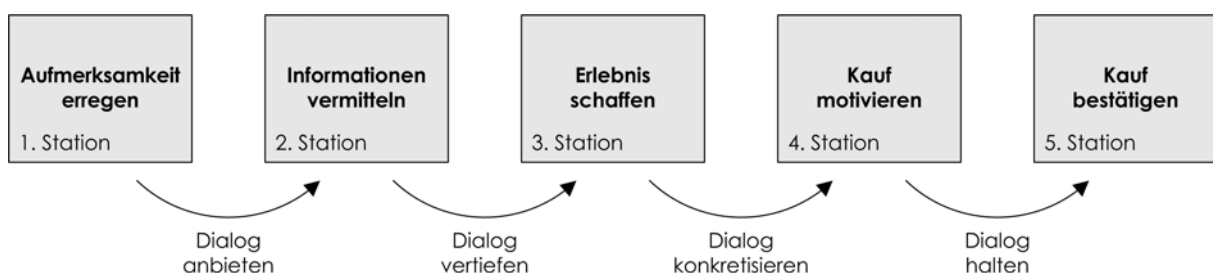 Aufmerksamkeit
erregen
1. Station
Informationen
vermitteln
2. Station
Erlebnis
schaffen
3. Station
Kauf
motivieren
4. Station
Kauf
bestätigen
5. Station
Dialog
anbieten
Dialog
vertiefen
Dialog
konkretisieren
Dialog
halten